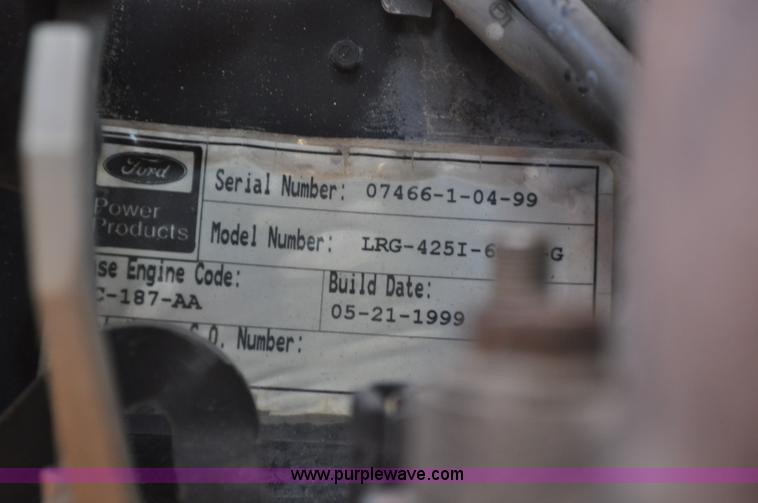 Ford
Power
Products
Serial Number: 07466-1-04-99
Model Number: LRG-425I-6 G
se Engine Code:
C-187-AA
Build Date:
05-21-1999
O. Number:
www.purplewave.com